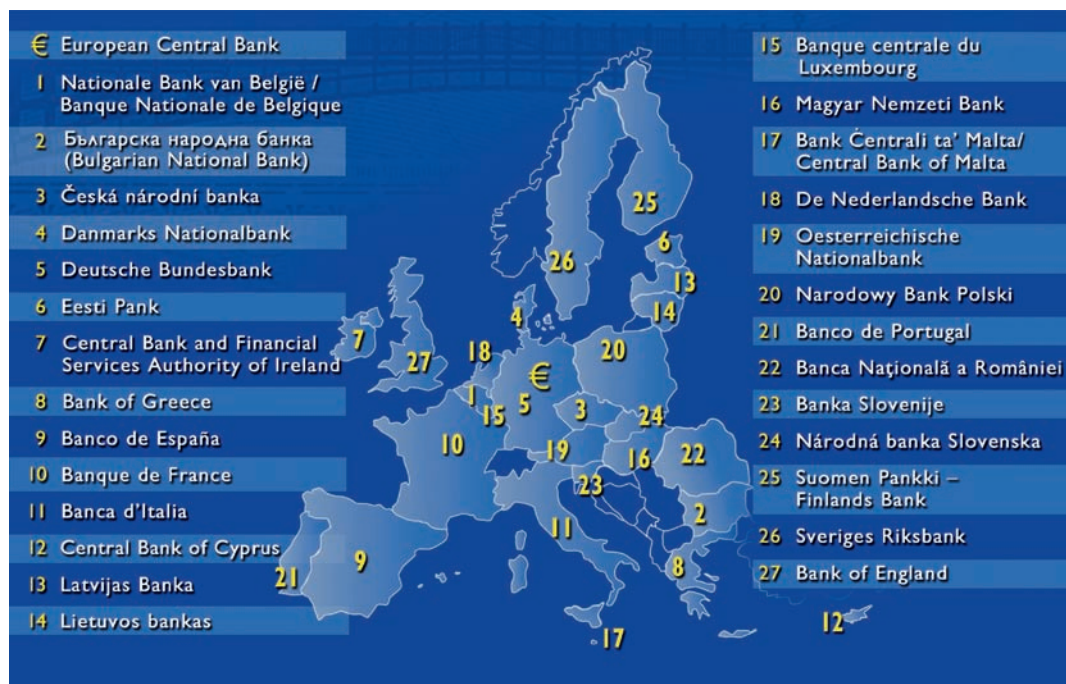 € European Central Bank
1 Nationale Bank van België /
Banque Nationale de Belgique
2 Българска народна банка
(Bulgarian National Bank)
3 Česká národní banka
4 Danmarks Nationalbank
5 Deutsche Bundesbank
6 Eesti Pank
7 Central Bank and Financial
Services Authority of Ireland
8 Bank of Greece
9 Banco de España
10 Banque de France
11 Banca d'Italia
12 Central Bank of Cyprus
13 Latvijas Banka
14 Lietuvos bankas
15 Banque centrale du
Luxembourg
16 Magyar Nemzeti Bank
17 Bank Ċentrali ta' Malta/
Central Bank of Malta
18 De Nederlandsche Bank
19 Oesterreichische
Nationalbank
20 Narodowy Bank Polski
21 Banco de Portugal
22 Banca Naţională a României
23 Banka Slovenije
24 Národná banka Slovenska
25 Suomen Pankki –
Finlands Bank
26 Sveriges Riksbank
27 Bank of England
25
6
26
13
14
4
7
18
20
27
€
1
5
3
15
24
10
19
16
22
23
2
11
9
8
21
12
17